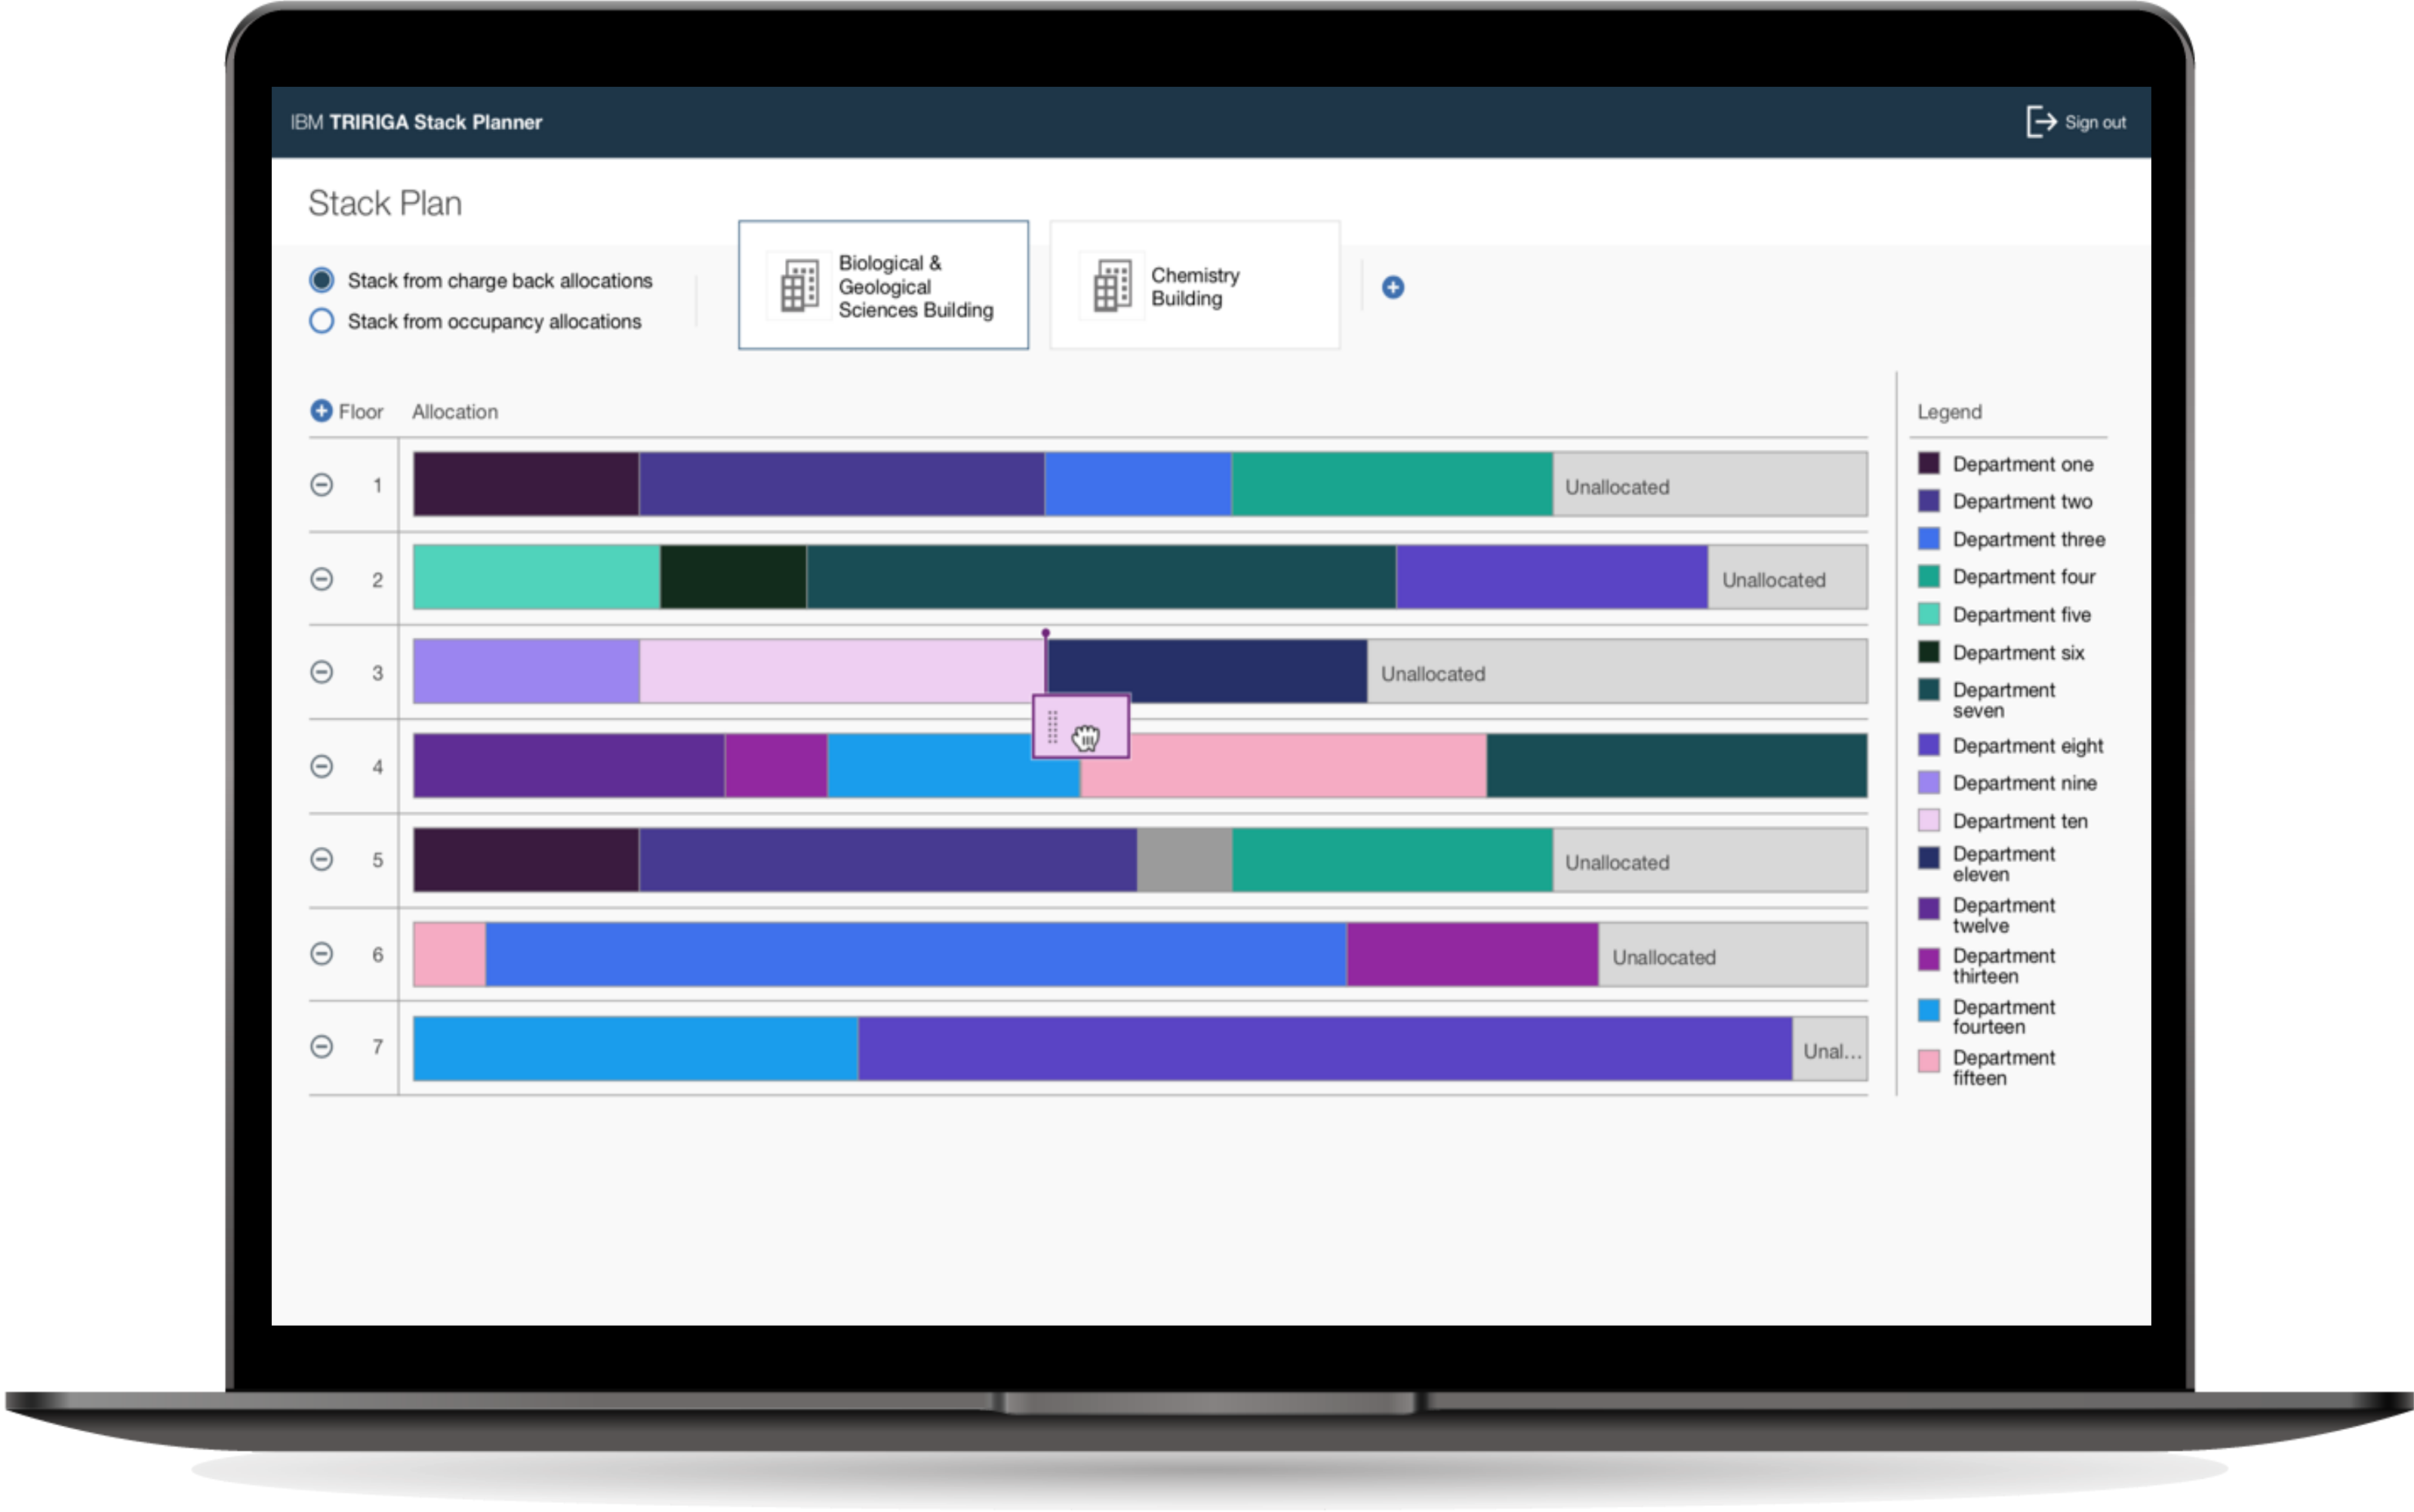 IBM TRIRIGA Stack Planner
Sign out
Stack Plan
Stack from charge back allocations
Stack from occupancy allocations
Biological &
Geological
Sciences Building
Chemistry
Building
Floor
Allocation
1
Unallocated
2
Unallocated
3
Unallocated
4
5
Unallocated
6
Unallocated
7
Unal...
Legend
Department one
Department two
Department three
Department four
Department five
Department six
Department
seven
Department eight
Department nine
Department ten
Department
eleven
Department
twelve
Department
thirteen
Department
fourteen
Department
fifteen